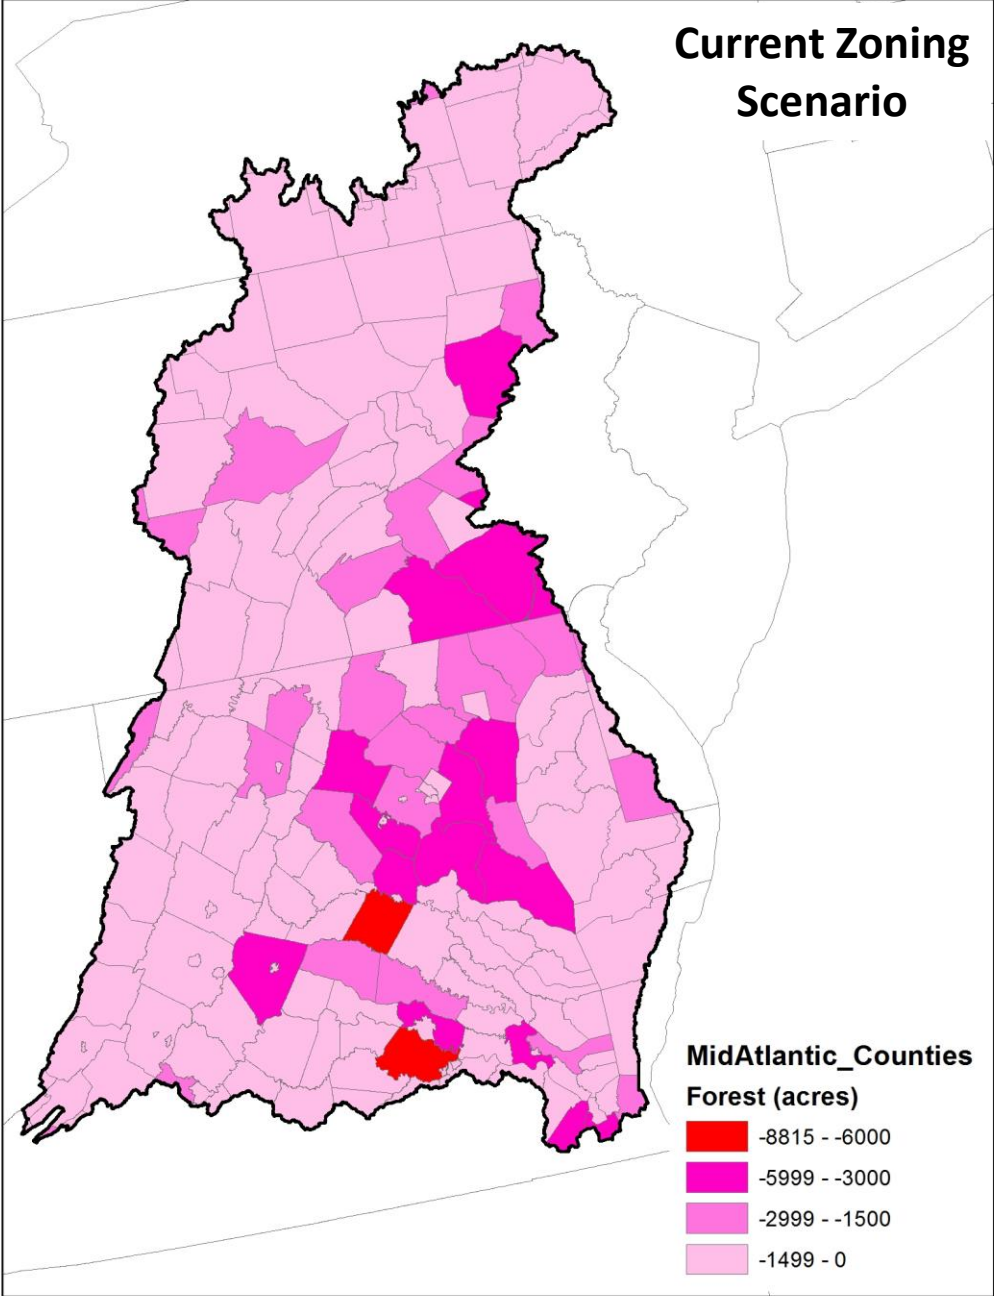 Current Zoning
Scenario
MidAtlantic_Counties
Forest (acres)
-8815 - -6000
-5999 - -3000
-2999 - -1500
-1499 - 0